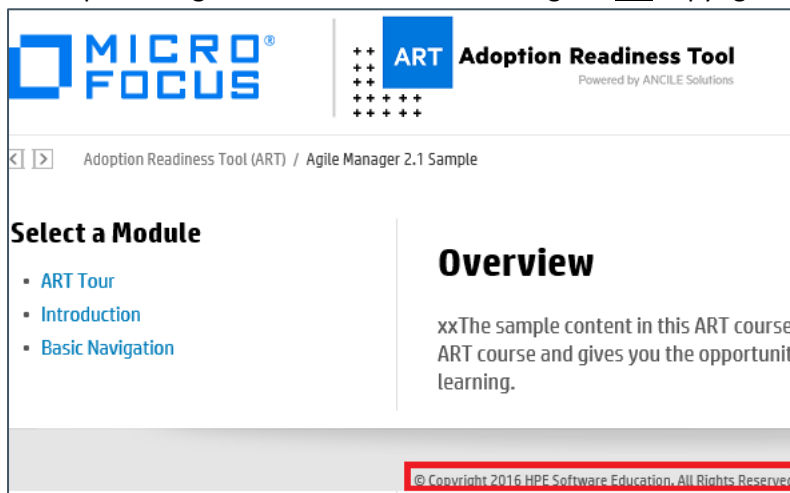 MICRO®
FOCUS
ART Adoption Readiness Tool
Powered by ANCILE Solutions
Adoption Readiness Tool (ART) / Agile Manager 2.1 Sample
Select a Module
▪ ART Tour
▪ Introduction
▪ Basic Navigation
Overview
xxThe sample content in this ART course
ART course and gives you the opportunit
learning.
© Copyright 2016 HPE Software Education. All Rights Reserved